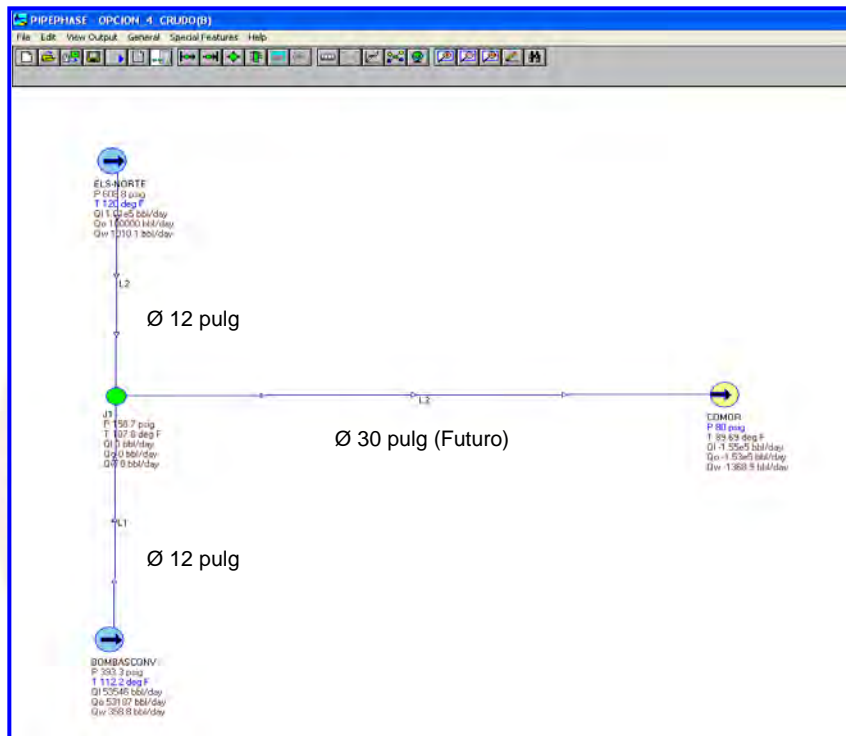 PIPEPHASE - OPCION_4_CRUDO(B)
File Edit View Output General Special Features Help
ELS-NORTE
P 608.8 psig
T 120 deg F
Ql 1.01e5 bbl/day
Qo 100000 bbl/day
Qw 1010.1 bbl/day
L2
Ø 12 pulg
L2
J1
P 158.7 psig
T 107.8 deg F
Ql 0 bbl/day
Qo 0 bbl/day
Qw 0 bbl/day
Ø 30 pulg (Futuro)
COMOR
P 80 psig
T 89.69 deg F
Ql -1.55e5 bbl/day
Qo -1.53e5 bbl/day
Qw -1368.9 bbl/day
L1
Ø 12 pulg
BOMBASCONV
P 393.3 psig
T 112.2 deg F
Ql 53546 bbl/day
Qo 53187 bbl/day
Qw 358.8 bbl/day